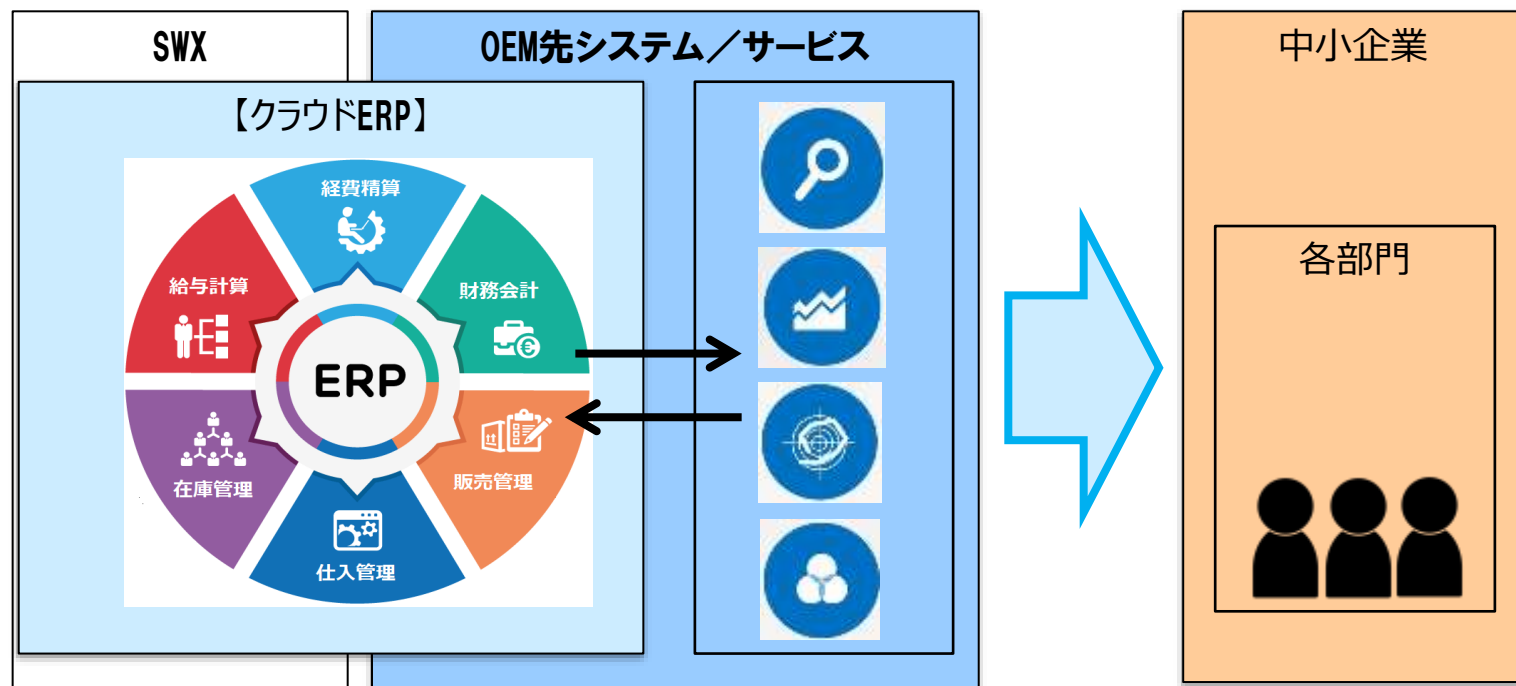 SWX
OEM先システム／サービス
中小企業
【クラウドERP】
経費精算
給与計算
財務会計
各部門
ERP
在庫管理
販売管理
仕入管理